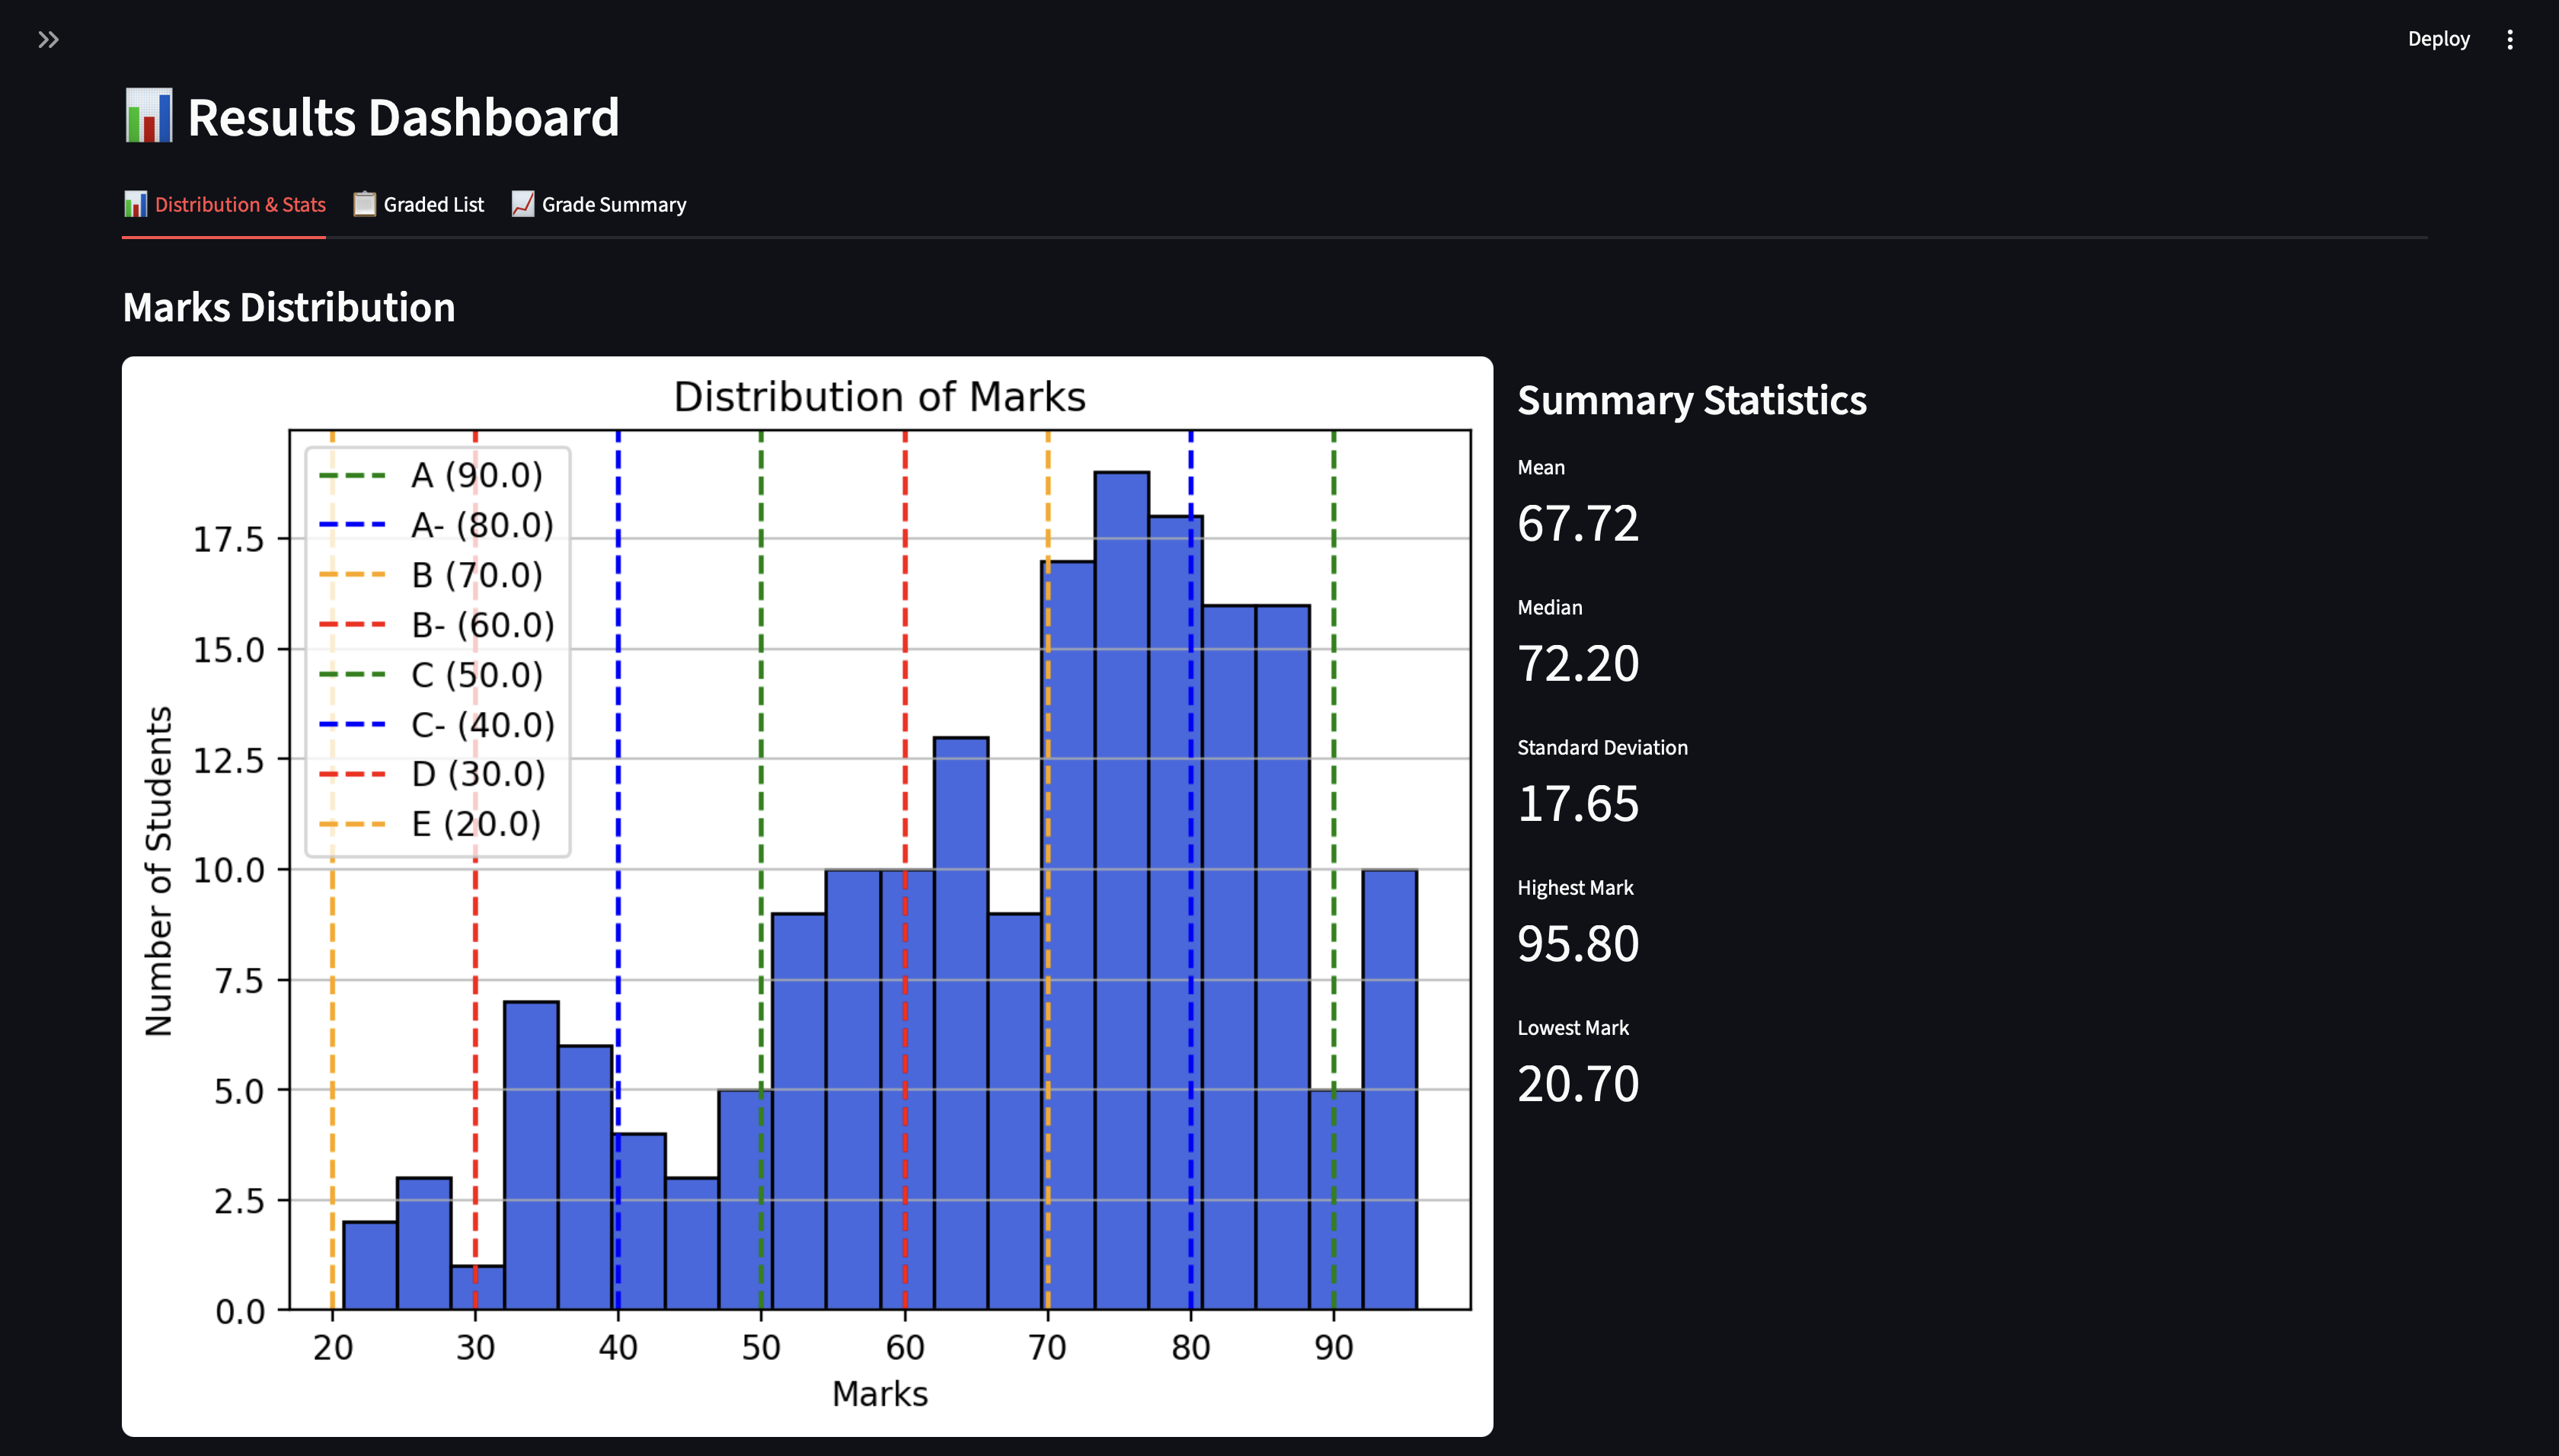 Deploy
Results Dashboard
Distribution & Stats
Graded List
Grade Summary
Marks Distribution
Distribution of Marks
A (90.0)
A- (80.0)
B (70.0)
B- (60.0)
C (50.0)
C- (40.0)
D (30.0)
E (20.0)
Number of Students
17.5
15.0
12.5
10.0
7.5
5.0
2.5
0.0
20 30 40 50 60 70 80 90
Marks
Summary Statistics
Mean
67.72
Median
72.20
Standard Deviation
17.65
Highest Mark
95.80
Lowest Mark
20.70